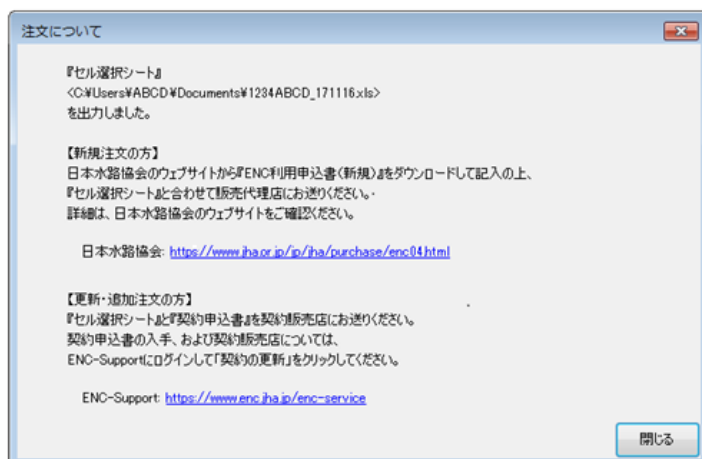 注文について
『セル選択シート』
<C:¥Users¥ABCD¥Documents¥1234ABCD_171116.xls>
を出力しました。
【新規注文の方】
日本水路協会のウェブサイトから『ENC利用申込書(新規)』をダウンロードして記入の上、
『セル選択シート』と合わせて販売代理店にお送りください。
詳細は、日本水路協会のウェブサイトをご確認ください。
日本水路協会: https://www.jha.or.jp/jp/jha/purchase/enc04.html
【更新・追加注文の方】
『セル選択シート』と『契約申込書』を契約販売店にお送りください。
契約申込書の入手、および契約販売店については、
ENC-Supportにログインして「契約の更新」をクリックしてください。
ENC-Support: https://www.enc.jha.jp/enc-service
閉じる